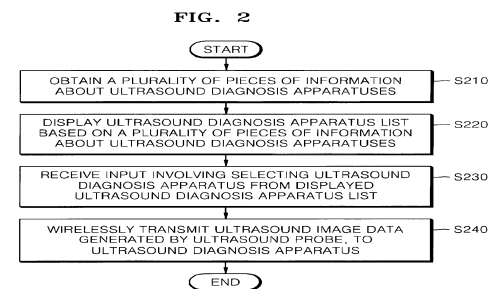 FIG. 2
START
OBTAIN A PLURALITY OF PIECES OF INFORMATION
ABOUT ULTRASOUND DIAGNOSIS APPARATUSES
S210
DISPLAY ULTRASOUND DIAGNOSIS APPARATUS LIST
BASED ON A PLURALITY OF PIECES OF INFORMATION
ABOUT ULTRASOUND DIAGNOSIS APPARATUSES
S220
RECEIVE INPUT INVOLVING SELECTING ULTRASOUND
DIAGNOSIS APPARATUS FROM DISPLAYED
ULTRASOUND DIAGNOSIS APPARATUS LIST
S230
WIRELESSLY TRANSMIT ULTRASOUND IMAGE DATA
GENERATED BY ULTRASOUND PROBE, TO
ULTRASOUND DIAGNOSIS APPARATUS
S240
END